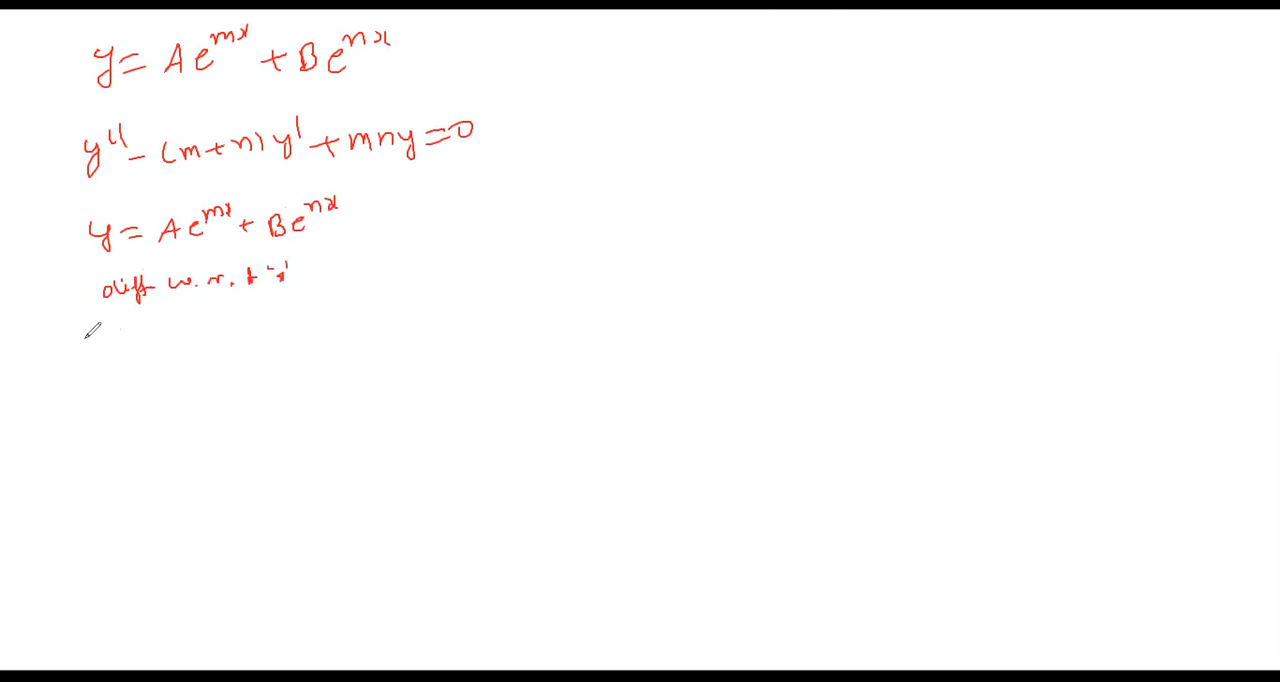 y = Ae^{mx} + Be^{nx}
y'' - (m+n)y' + mny = 0
y = Ae^{mx} + Be^{nx}
diff w.r.t 'x'